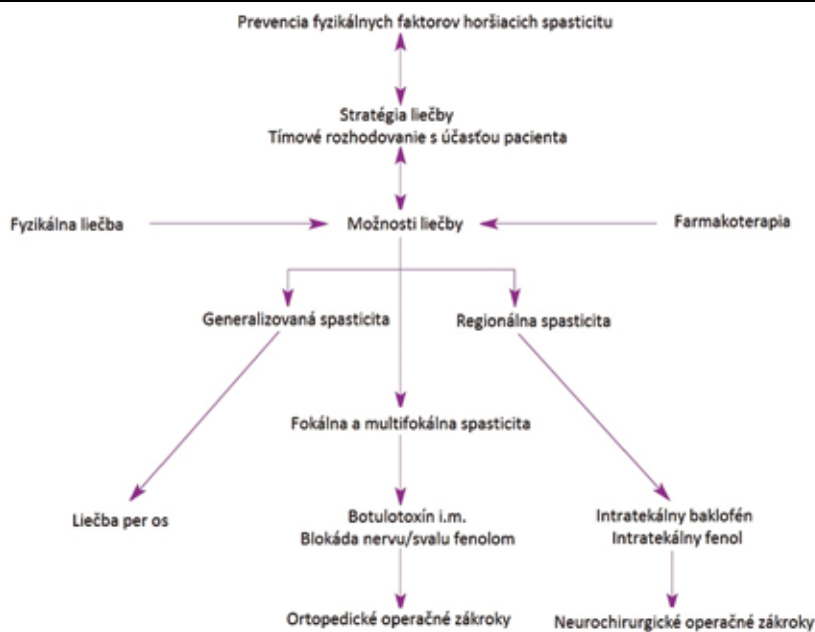 Prevencia fyzikálnych faktorov horšiacich spasticitu
Stratégia liečby
Tímové rozhodovanie s účasťou pacienta
Fyzikálna liečba
Možnosti liečby
Farmakoterapia
Generalizovaná spasticita
Regionálna spasticita
Fokálna a multifokálna spasticita
Liečba per os
Botulotoxín i.m.
Blokáda nervu/svalu fenolom
Intratekálny baklofén
Intratekálny fenol
Ortopedické operačné zákroky
Neurochirurgické operačné zákroky